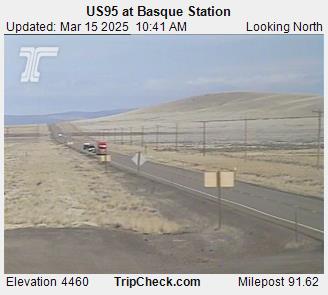 US95 at Basque Station
Updated: Mar 15 2025 10:41 AM Looking North
Elevation 4460 TripCheck.com Milepost 91.62